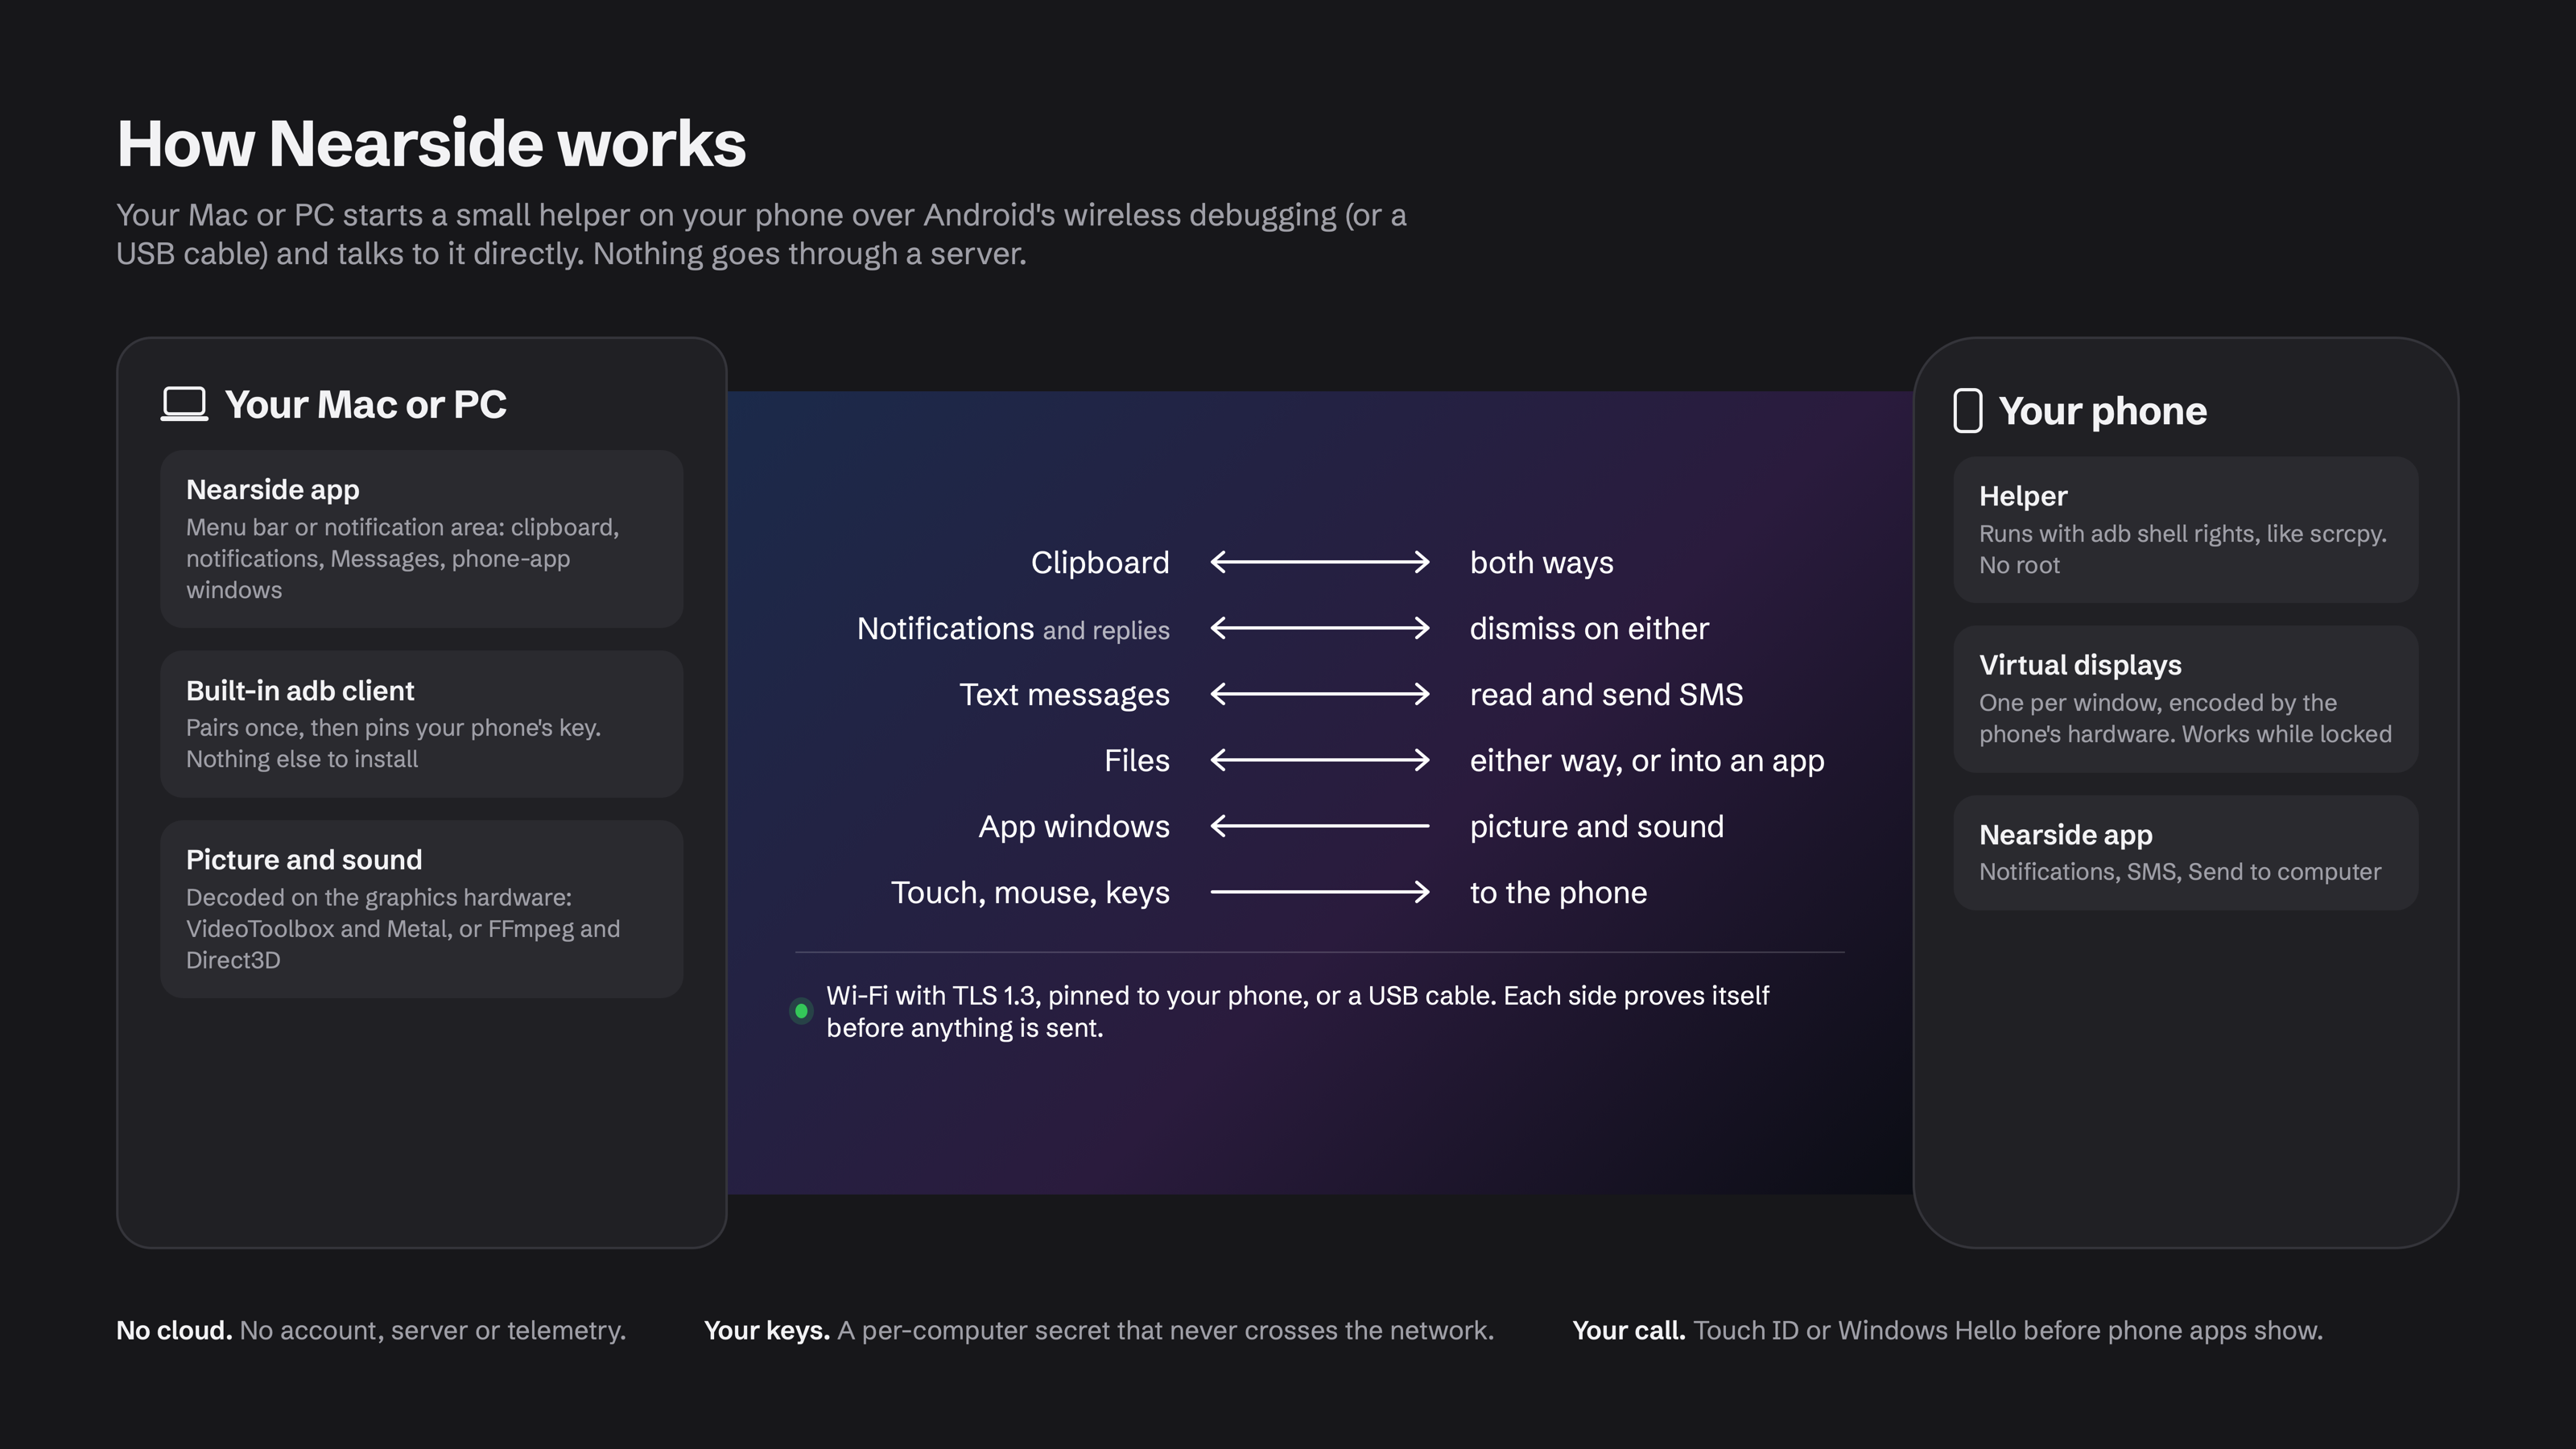 How Nearside works
Your Mac or PC starts a small helper on your phone over Android's wireless debugging (or a
USB cable) and talks to it directly. Nothing goes through a server.
Your Mac or PC
Nearside app
Menu bar or notification area: clipboard,
notifications, Messages, phone-app
windows
Built-in adb client
Pairs once, then pins your phone's key.
Nothing else to install
Picture and sound
Decoded on the graphics hardware:
VideoToolbox and Metal, or FFmpeg and
Direct3D
Clipboard both ways
Notifications and replies dismiss on either
Text messages read and send SMS
Files either way, or into an app
App windows picture and sound
Touch, mouse, keys to the phone
Wi-Fi with TLS 1.3, pinned to your phone, or a USB cable. Each side proves itself
before anything is sent.
Your phone
Helper
Runs with adb shell rights, like scrcpy.
No root
Virtual displays
One per window, encoded by the
phone's hardware. Works while locked
Nearside app
Notifications, SMS, Send to computer
No cloud. No account, server or telemetry.
Your keys. A per-computer secret that never crosses the network.
Your call. Touch ID or Windows Hello before phone apps show.